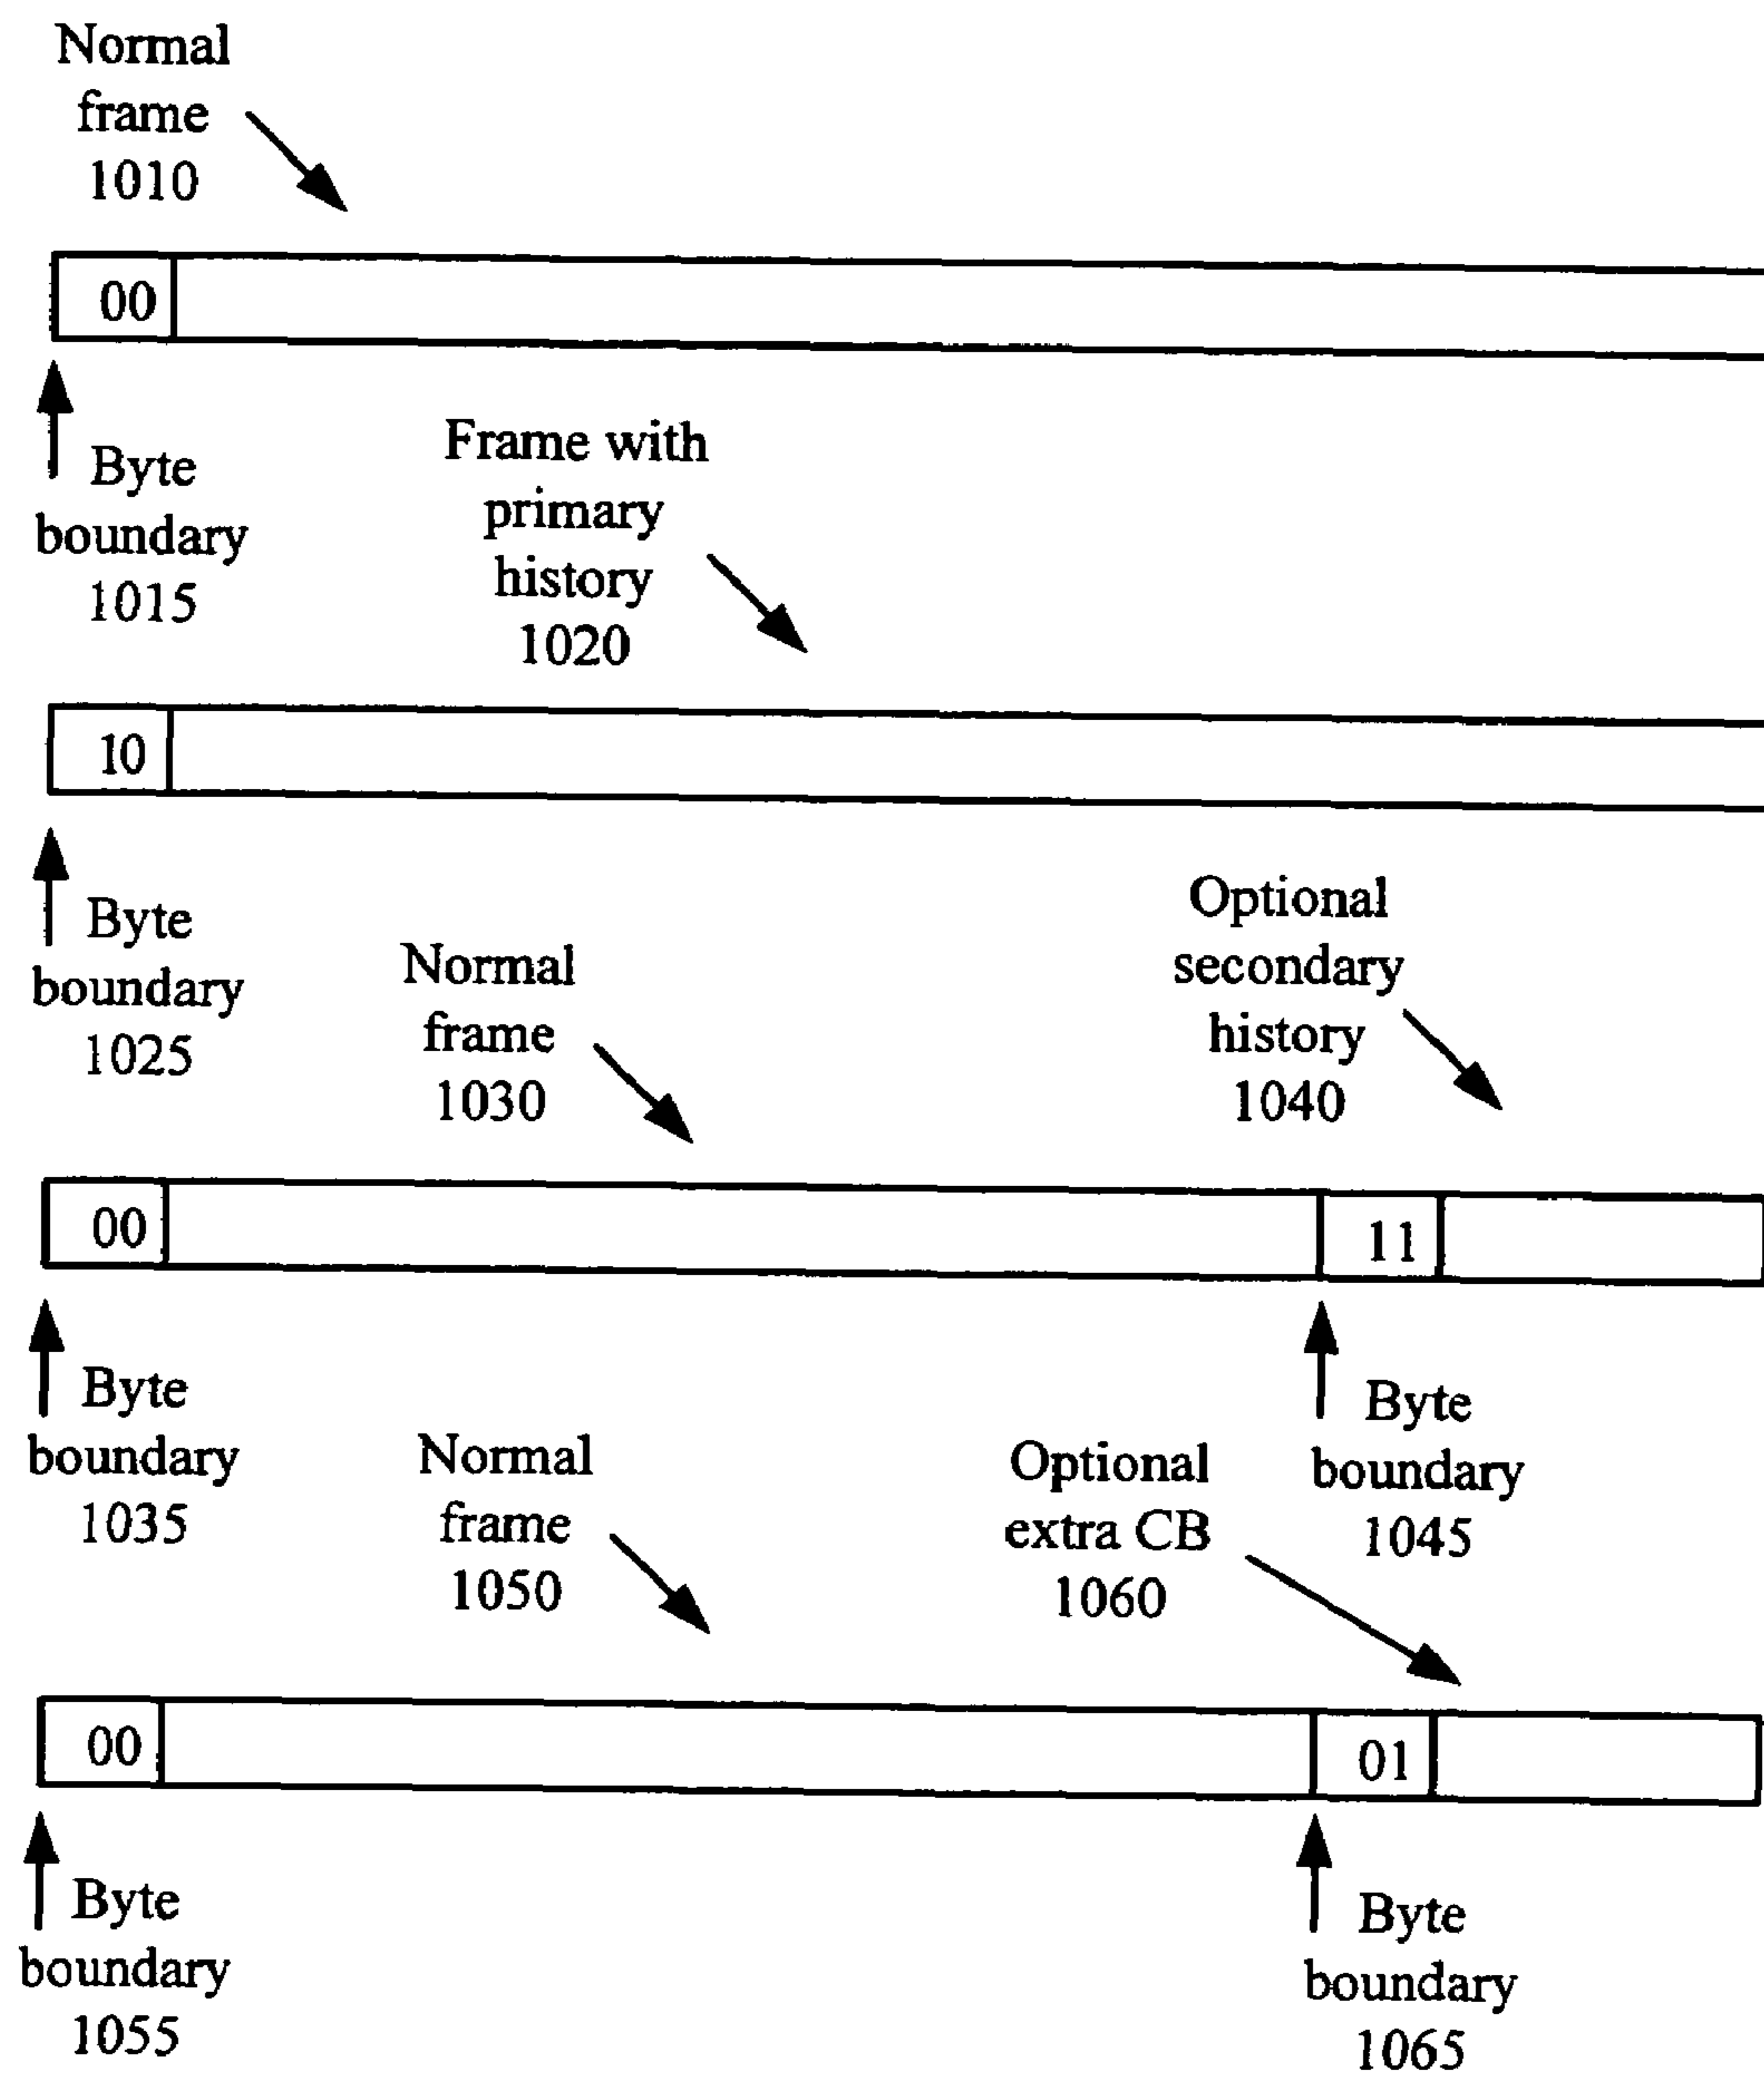 Normal
frame
1010
00
Byte
boundary
1015
Frame with
primary
history
1020
10
Byte
boundary
1025
Normal
frame
1030
Optional
secondary
history
1040
00
11
Byte
boundary
1035
Byte
boundary
1045
Normal
frame
1050
Optional
extra CB
1060
00
01
Byte
boundary
1055
Byte
boundary
1065